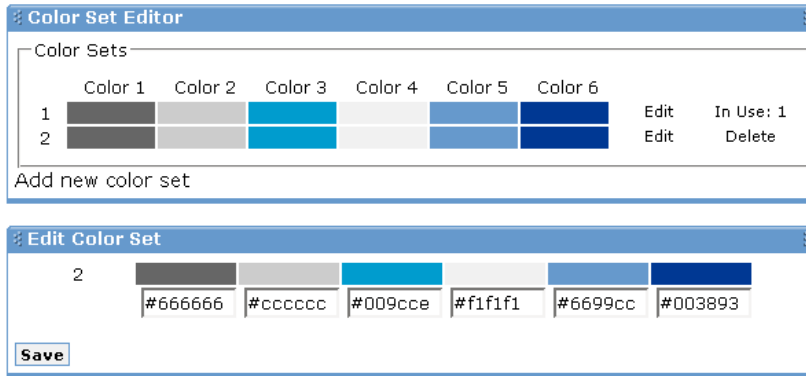 Color Set Editor
Color Sets
Color 1 Color 2 Color 3 Color 4 Color 5 Color 6
1 Edit In Use: 1
2 Edit Delete
Add new color set
Edit Color Set
2
#666666 #cccccc #009cce #f1f1f1 #6699cc #003893
Save